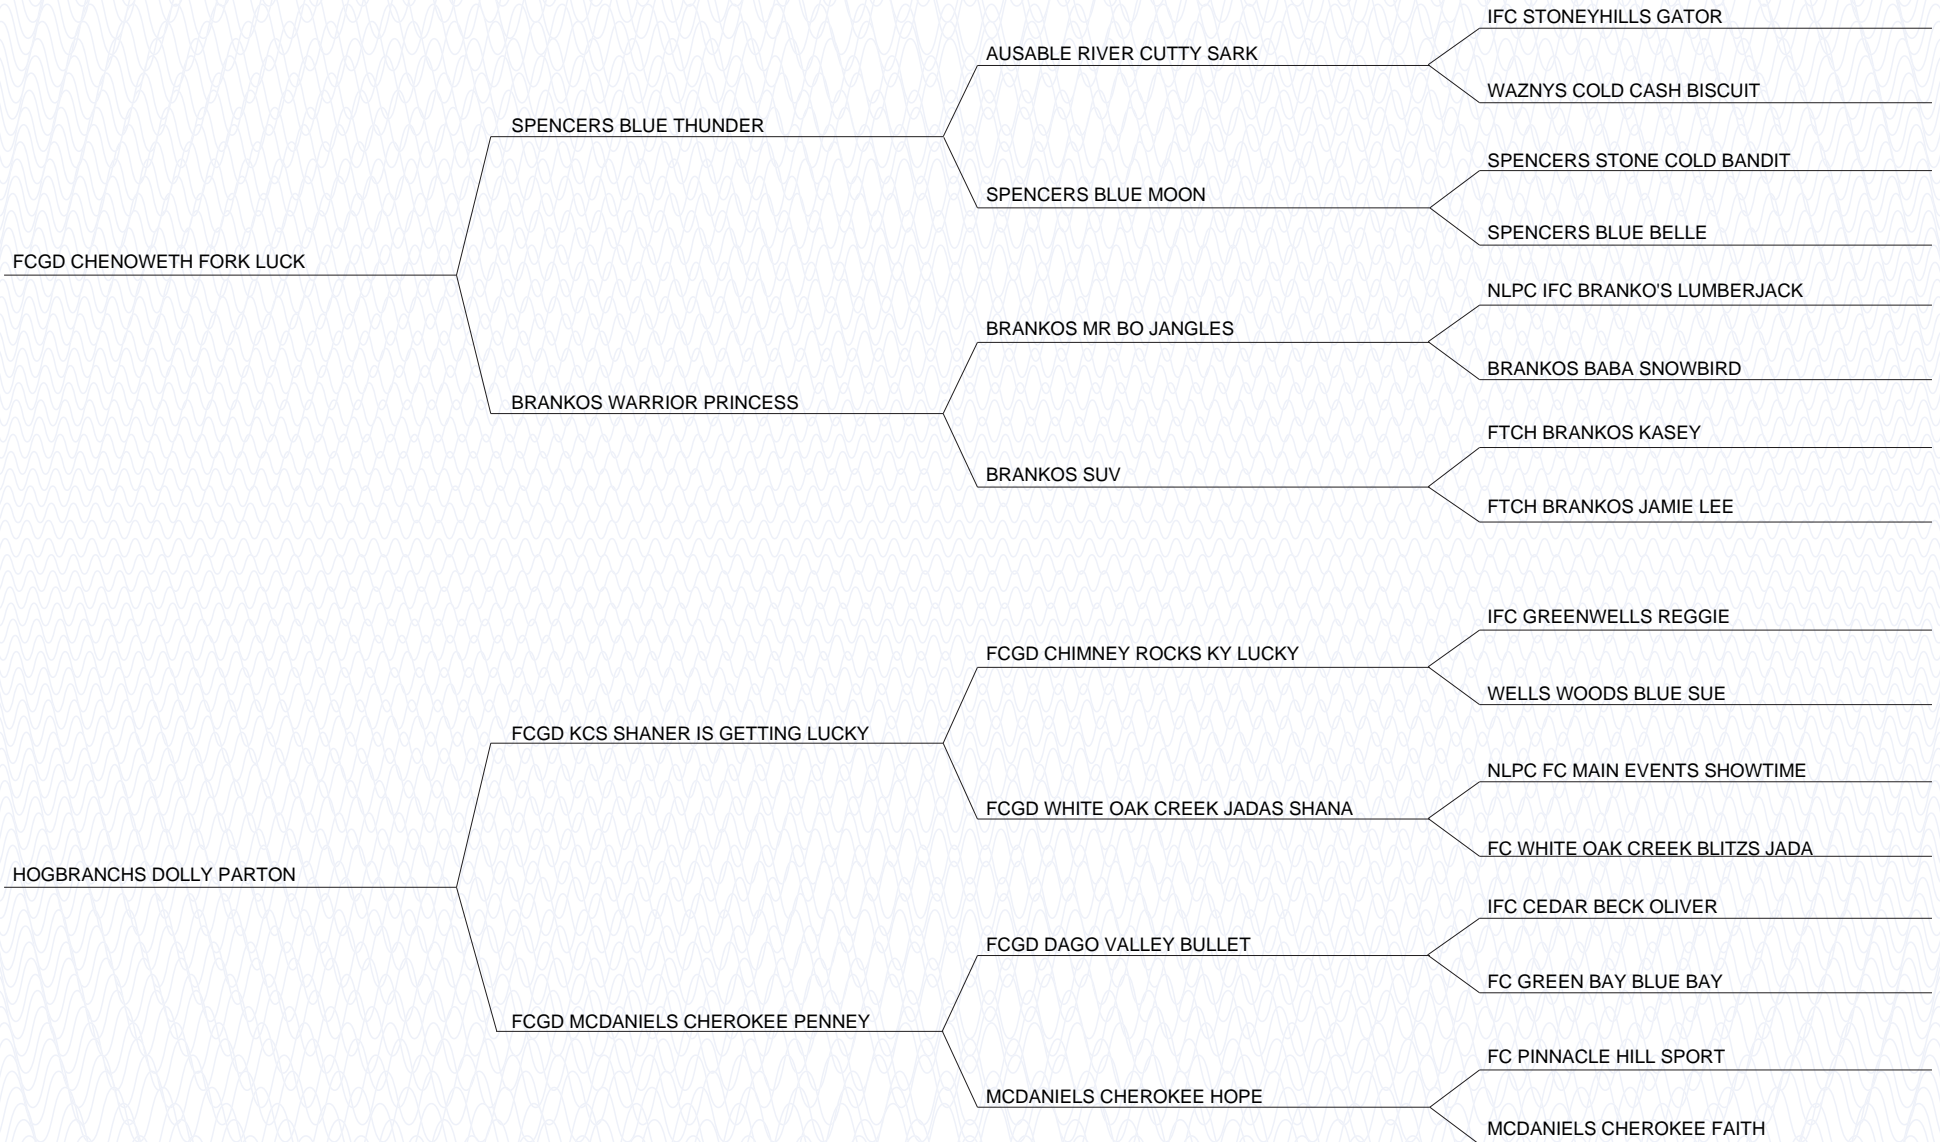 IFC STONEYHILLS GATOR
AUSABLE RIVER CUTTY SARK
WAZNYS COLD CASH BISCUIT
SPENCERS BLUE THUNDER
SPENCERS STONE COLD BANDIT
SPENCERS BLUE MOON
SPENCERS BLUE BELLE
FCGD CHENOWETH FORK LUCK
NLPC IFC BRANKO'S LUMBERJACK
BRANKOS MR BO JANGLES
BRANKOS BABA SNOWBIRD
BRANKOS WARRIOR PRINCESS
FTCH BRANKOS KASEY
BRANKOS SUV
FTCH BRANKOS JAMIE LEE
IFC GREENWELLS REGGIE
FCGD CHIMNEY ROCKS KY LUCKY
WELLS WOODS BLUE SUE
FCGD KCS SHANER IS GETTING LUCKY
NLPC FC MAIN EVENTS SHOWTIME
FCGD WHITE OAK CREEK JADAS SHANA
FC WHITE OAK CREEK BLITZS JADA
HOGBRANCHS DOLLY PARTON
IFC CEDAR BECK OLIVER
FCGD DAGO VALLEY BULLET
FC GREEN BAY BLUE BAY
FCGD MCDANIELS CHEROKEE PENNEY
FC PINNACLE HILL SPORT
MCDANIELS CHEROKEE HOPE
MCDANIELS CHEROKEE FAITH